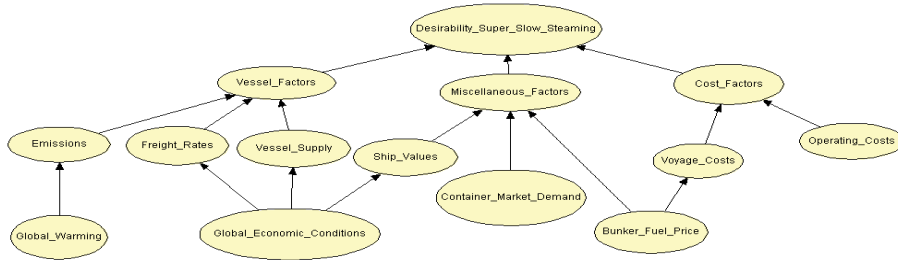 Desirability_Super_Slow_Steaming
Vessel_Factors
Miscellaneous_Factors
Cost_Factors
Emissions
Freight_Rates
Vessel_Supply
Ship_Values
Voyage_Costs
Operating_Costs
Container_Market_Demand
Global_Warming
Global_Economic_Conditions
Bunker_Fuel_Price